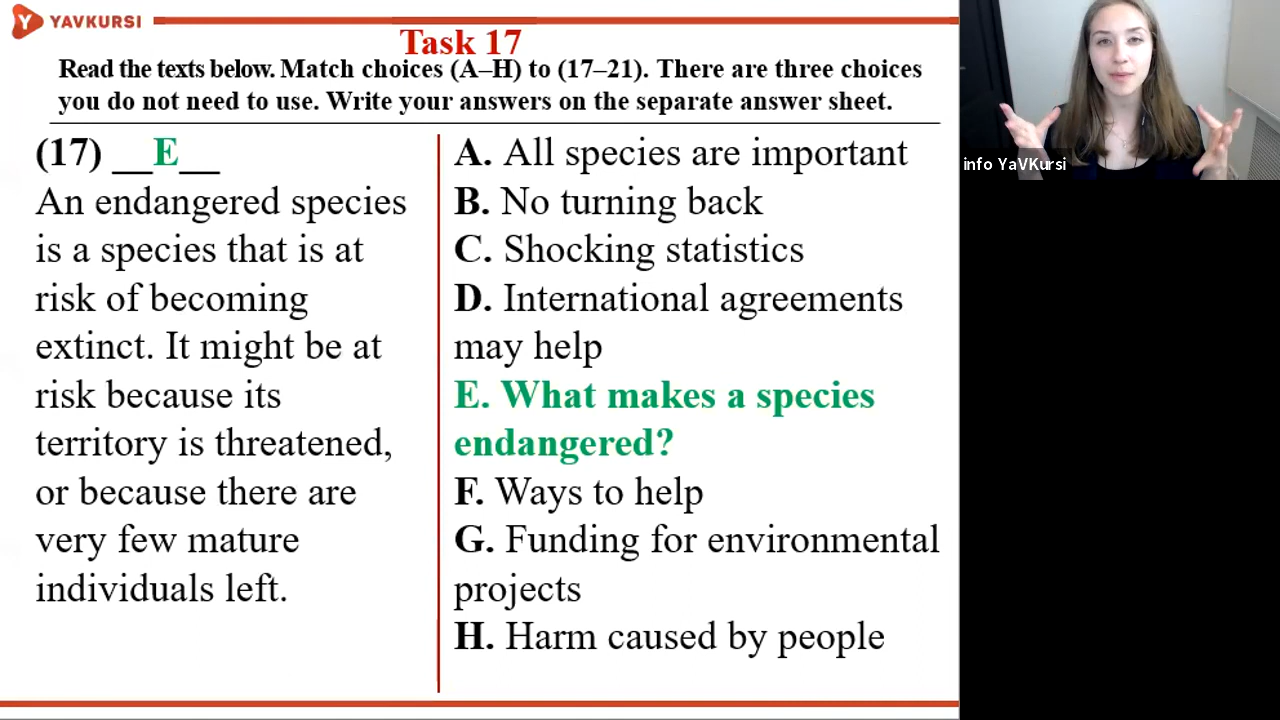 YAVKURSI
Task 17
Read the texts below. Match choices (A–H) to (17–21). There are three choices
you do not need to use. Write your answers on the separate answer sheet.
(17) __E__
An endangered species
is a species that is at
risk of becoming
extinct. It might be at
risk because its
territory is threatened,
or because there are
very few mature
individuals left.
A. All species are important
B. No turning back
C. Shocking statistics
D. International agreements
may help
E. What makes a species
endangered?
F. Ways to help
G. Funding for environmental
projects
H. Harm caused by people
info YaVKursi